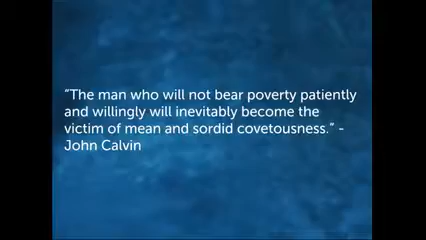 “The man who will not bear poverty patiently
and willingly will inevitably become the
victim of mean and sordid covetousness.” -
John Calvin